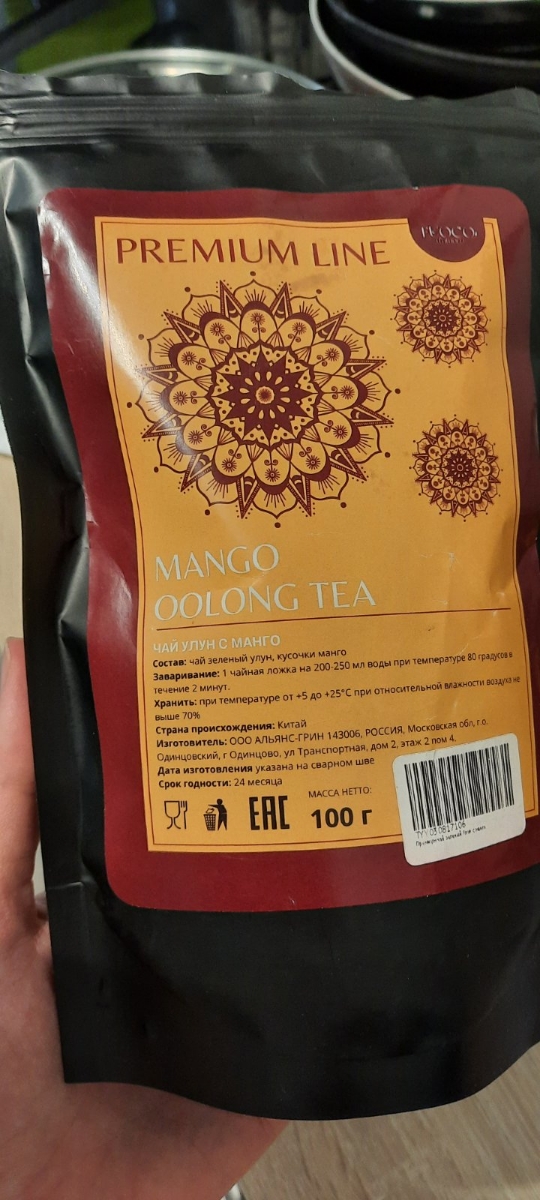 PREMIUM LINE
MANGO
OOLONG TEA
ЧАЙ УЛУН С МАНГО
Состав: чай зеленый улун, кусочки манго
Заваривание: 1 чайная ложка на 200-250 мл воды при температуре 80 градусов в
течение 2 минут.
Хранить: при температуре от +5 до +25°С при относительной влажности воздуха не
выше 70%
Страна происхождения: Китай
Изготовитель: ООО АЛЬЯНС-ГРИН 143006, РОССИЯ, Московская обл, г.о.
Одинцовский, г Одинцово, ул Транспортная, дом 2, этаж 2 пом 4.
Дата изготовления указана на сварном шве
Срок годности: 24 месяца
EAC
МАССА НЕТТО:
100 г